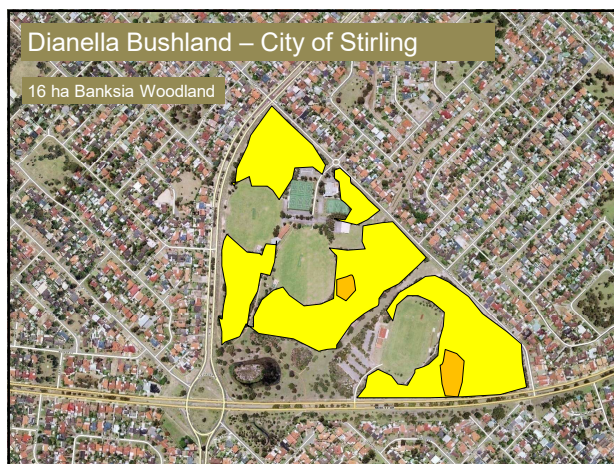 Dianella Bushland – City of Stirling
16 ha Banksia Woodland